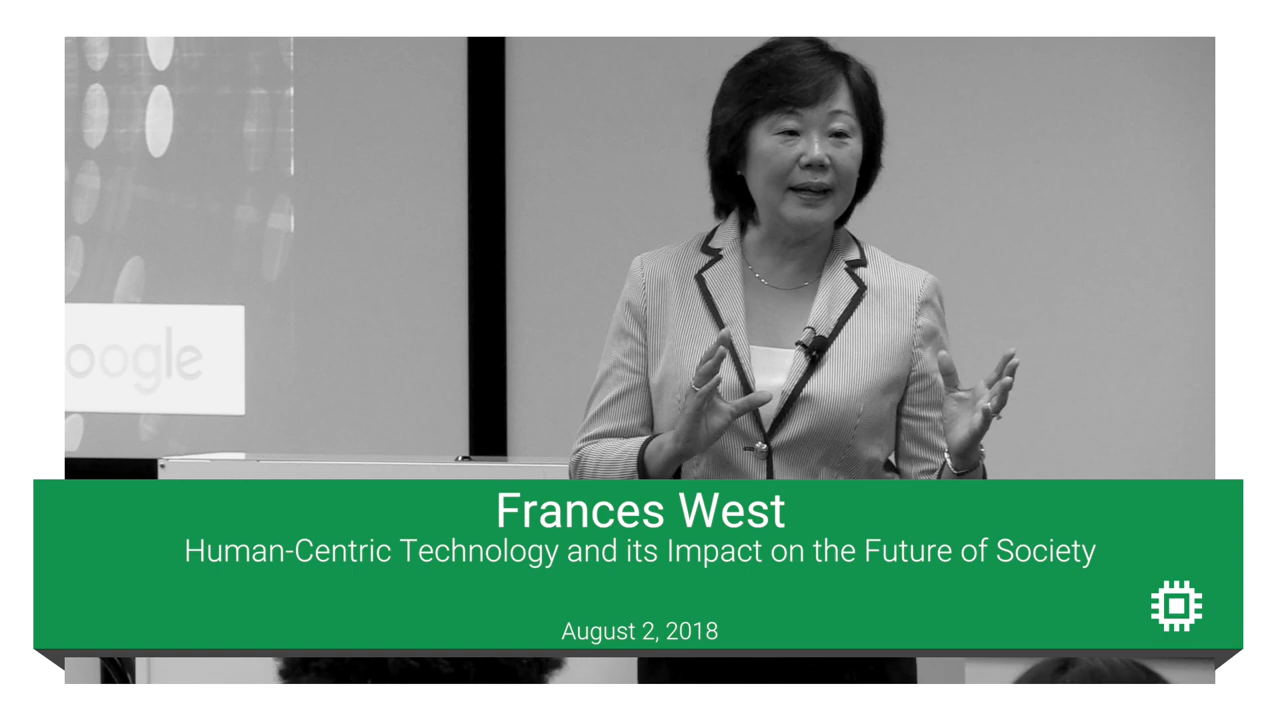 oogle
Frances West
Human-Centric Technology and its Impact on the Future of Society
August 2, 2018